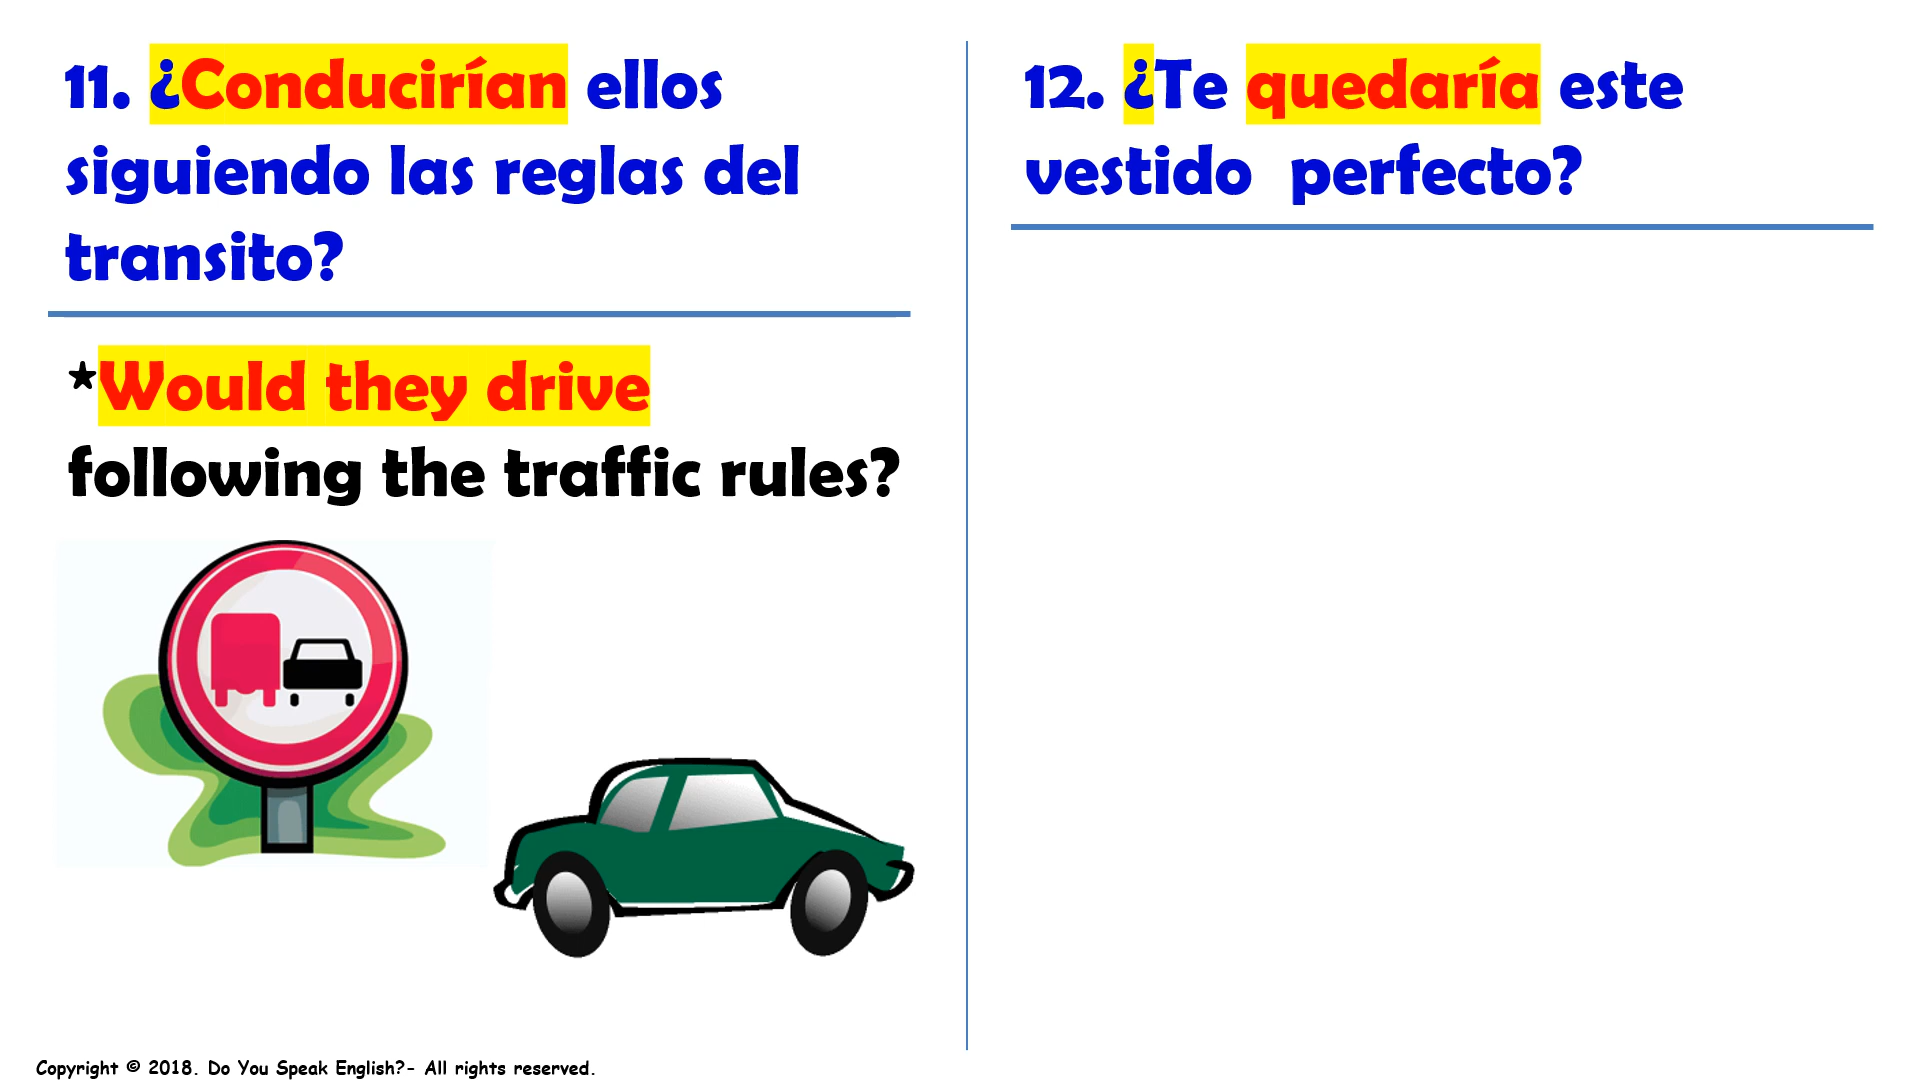 11. ¿Conducirían ellos
siguiendo las reglas del
transito?
*Would they drive
following the traffic rules?
12. ¿Te quedaría este
vestido  perfecto?
Copyright © 2018. Do You Speak English?- All rights reserved.